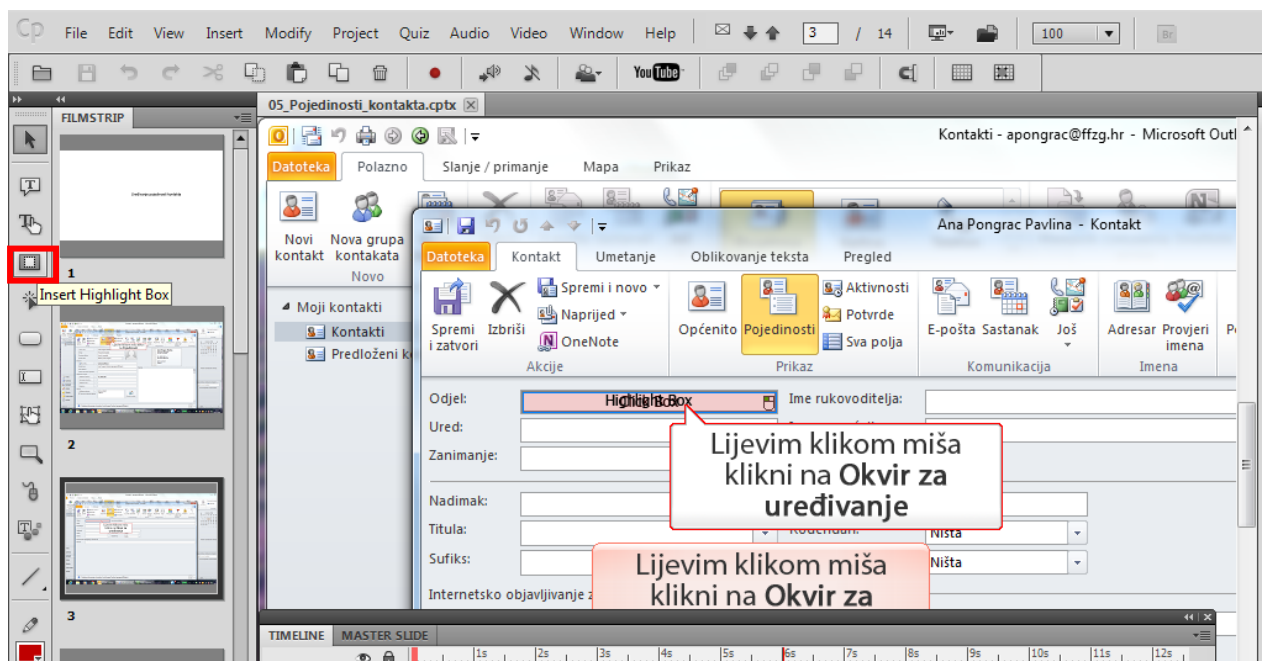 Cp File Edit View Insert Modify Project Quiz Audio Video Window Help 3 / 14 100 Br
YouTube
05_Pojedinosti_kontakta.cptx
FILMSTRIP
Kontakti - apongrac@ffzg.hr - Microsoft Outl
Datoteka Polazno Slanje / primanje Mapa Prikaz
Novi kontakt
Nova grupa kontakata
Novo
Moji kontakti
Kontakti
Predloženi k
1
Insert Highlight Box
2
3
Ana Pongrac Pavlina - Kontakt
Datoteka Kontakt Umetanje Oblikovanje teksta Pregled
Spremi i zatvori
Izbriši
Spremi i novo
Naprijed
OneNote
Akcije
Općenito Pojedinosti
Aktivnosti
Potvrde
Sva polja
Prikaz
E-pošta Sastanak Još
Komunikacija
Adresar Provjeri imena
Imena
Odjel: Highlight Box Ime rukovoditelja:
Ured:
Zanimanje:
Lijevim klikom miša
klikni na Okvir za
uređivanje
Nadimak:
Titula: Ništa
Sufiks: Ništa
Lijevim klikom miša
klikni na Okvir za
Internetsko objavljivanje
TIMELINE MASTER SLIDE
1s 2s 3s 4s 5s 6s 7s 8s 9s 10s 11s 12s